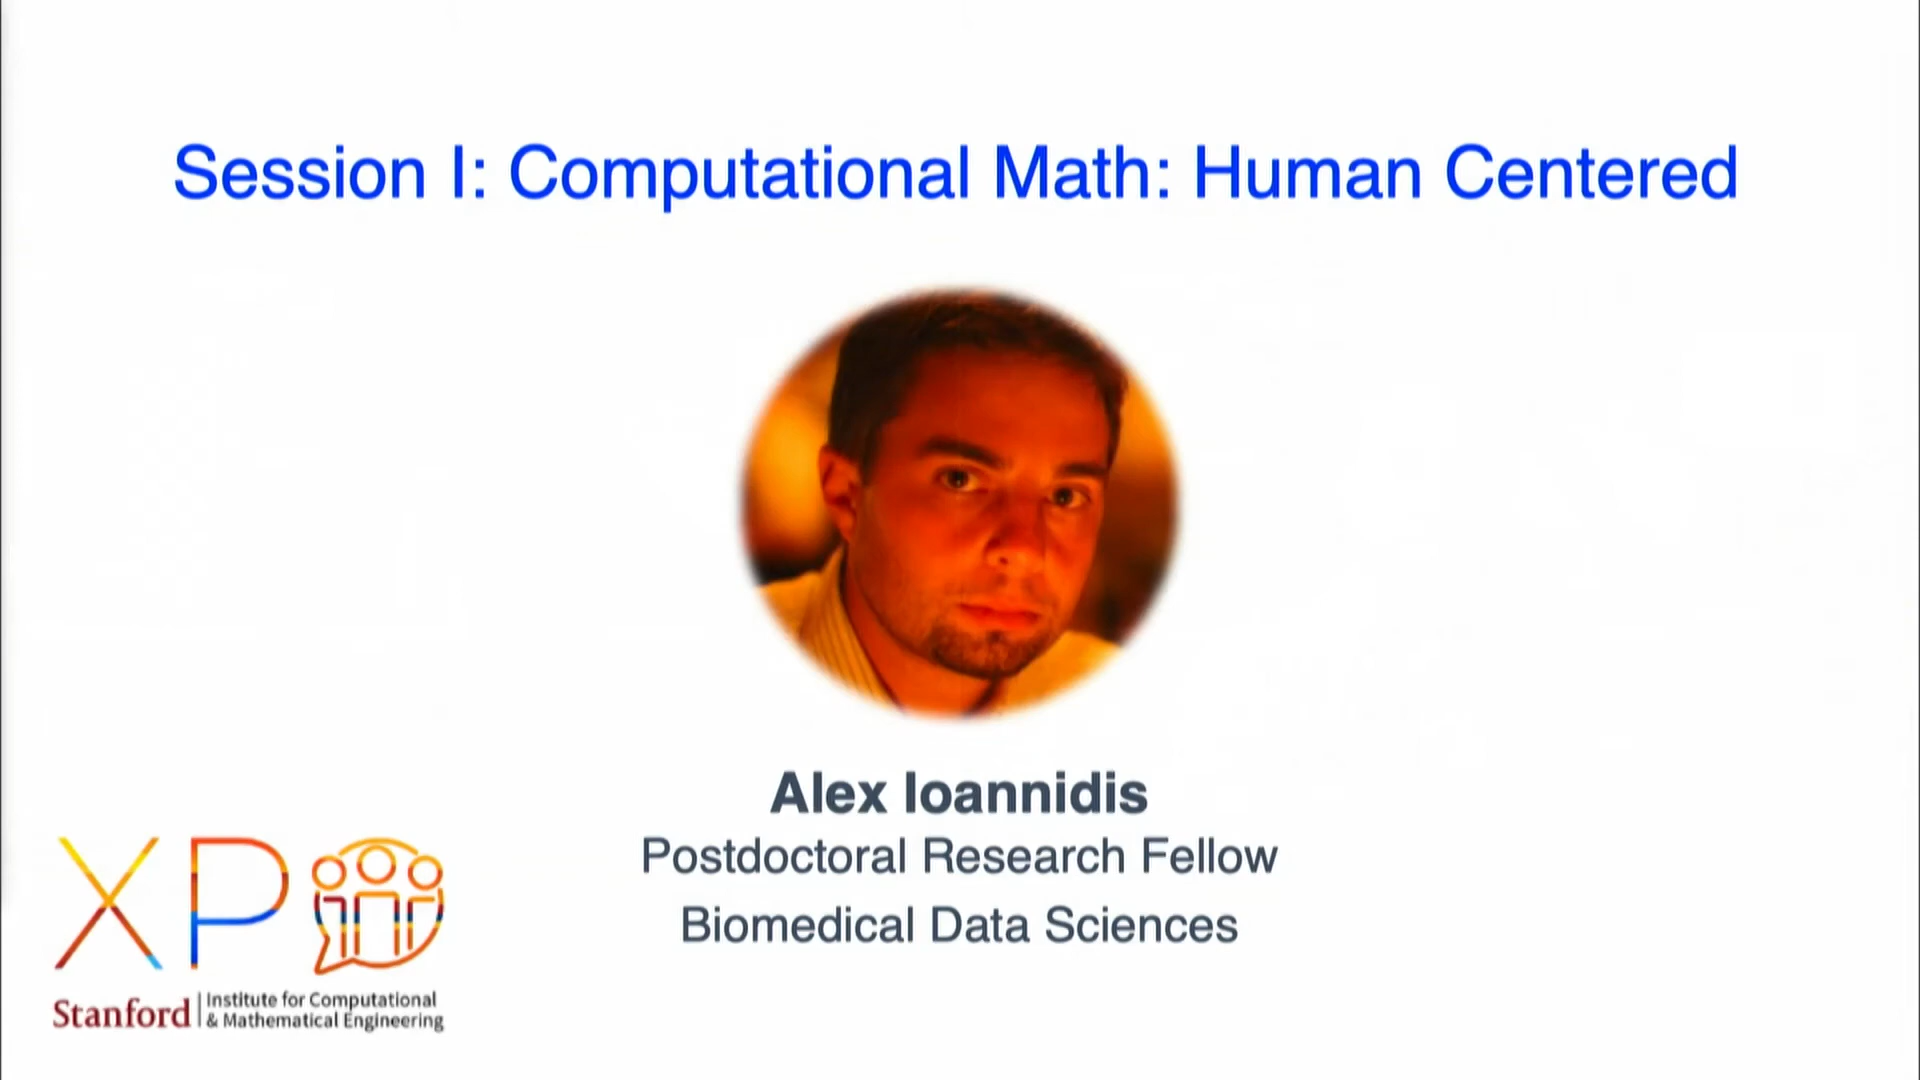 Session I: Computational Math: Human Centered
Alex Ioannidis
Postdoctoral Research Fellow
Biomedical Data Sciences
XPO
Stanford
Institute for Computational
& Mathematical Engineering